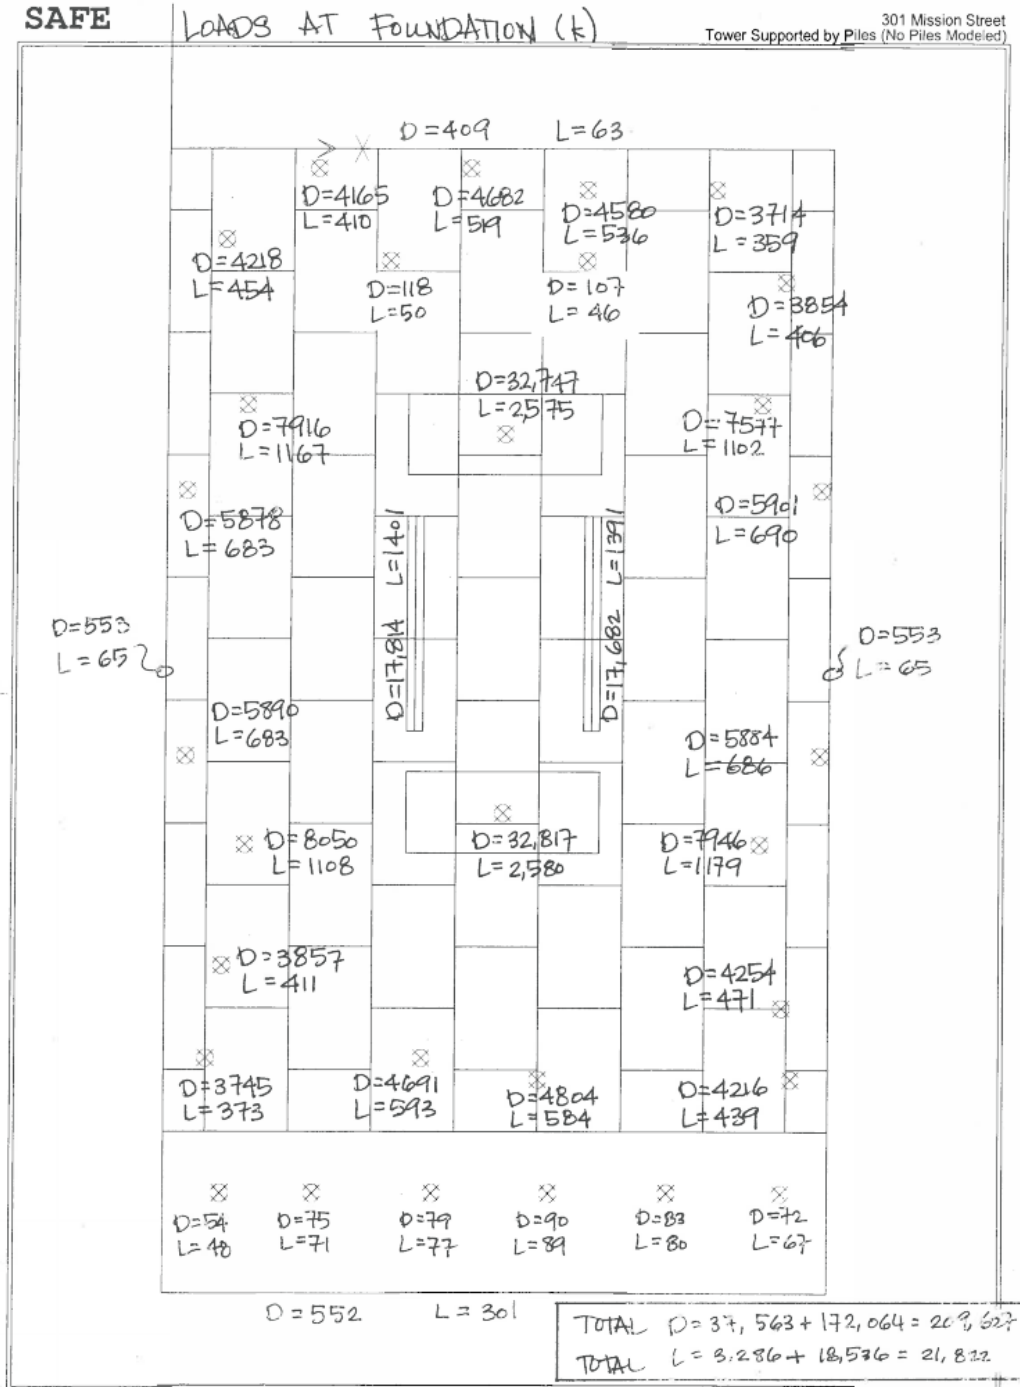 SAFE
LOADS AT FOUNDATION (k)
301 Mission Street
Tower Supported by Piles (No Piles Modeled)
D=409 L=63
X
D=4165
L=410
D=4682
L=519
D=4580
L=536
D=3714
L=359
D=4218
L=454
D=118
L=50
D=107
L=46
D=3854
L=406
D=32,747
L=2,575
D=7916
L=1167
D=7577
L=1102
D=5878
L=683
D=17,814 L=1401
D=17,682 L=1391
D=5901
L=690
D=553
L=65
D=553
L=65
D=5890
L=683
D=5884
L=686
D=8050
L=1108
D=32,817
L=2,580
D=7946
L=1179
D=3857
L=411
D=4254
L=471
D=3745
L=373
D=4691
L=593
D=4804
L=584
D=4216
L=439
D=54
L=48
D=75
L=71
D=79
L=77
D=90
L=89
D=83
L=80
D=72
L=67
D=552 L=301
TOTAL D=37,563+172,064=209,627
TOTAL L=3,286+18,536=21,822